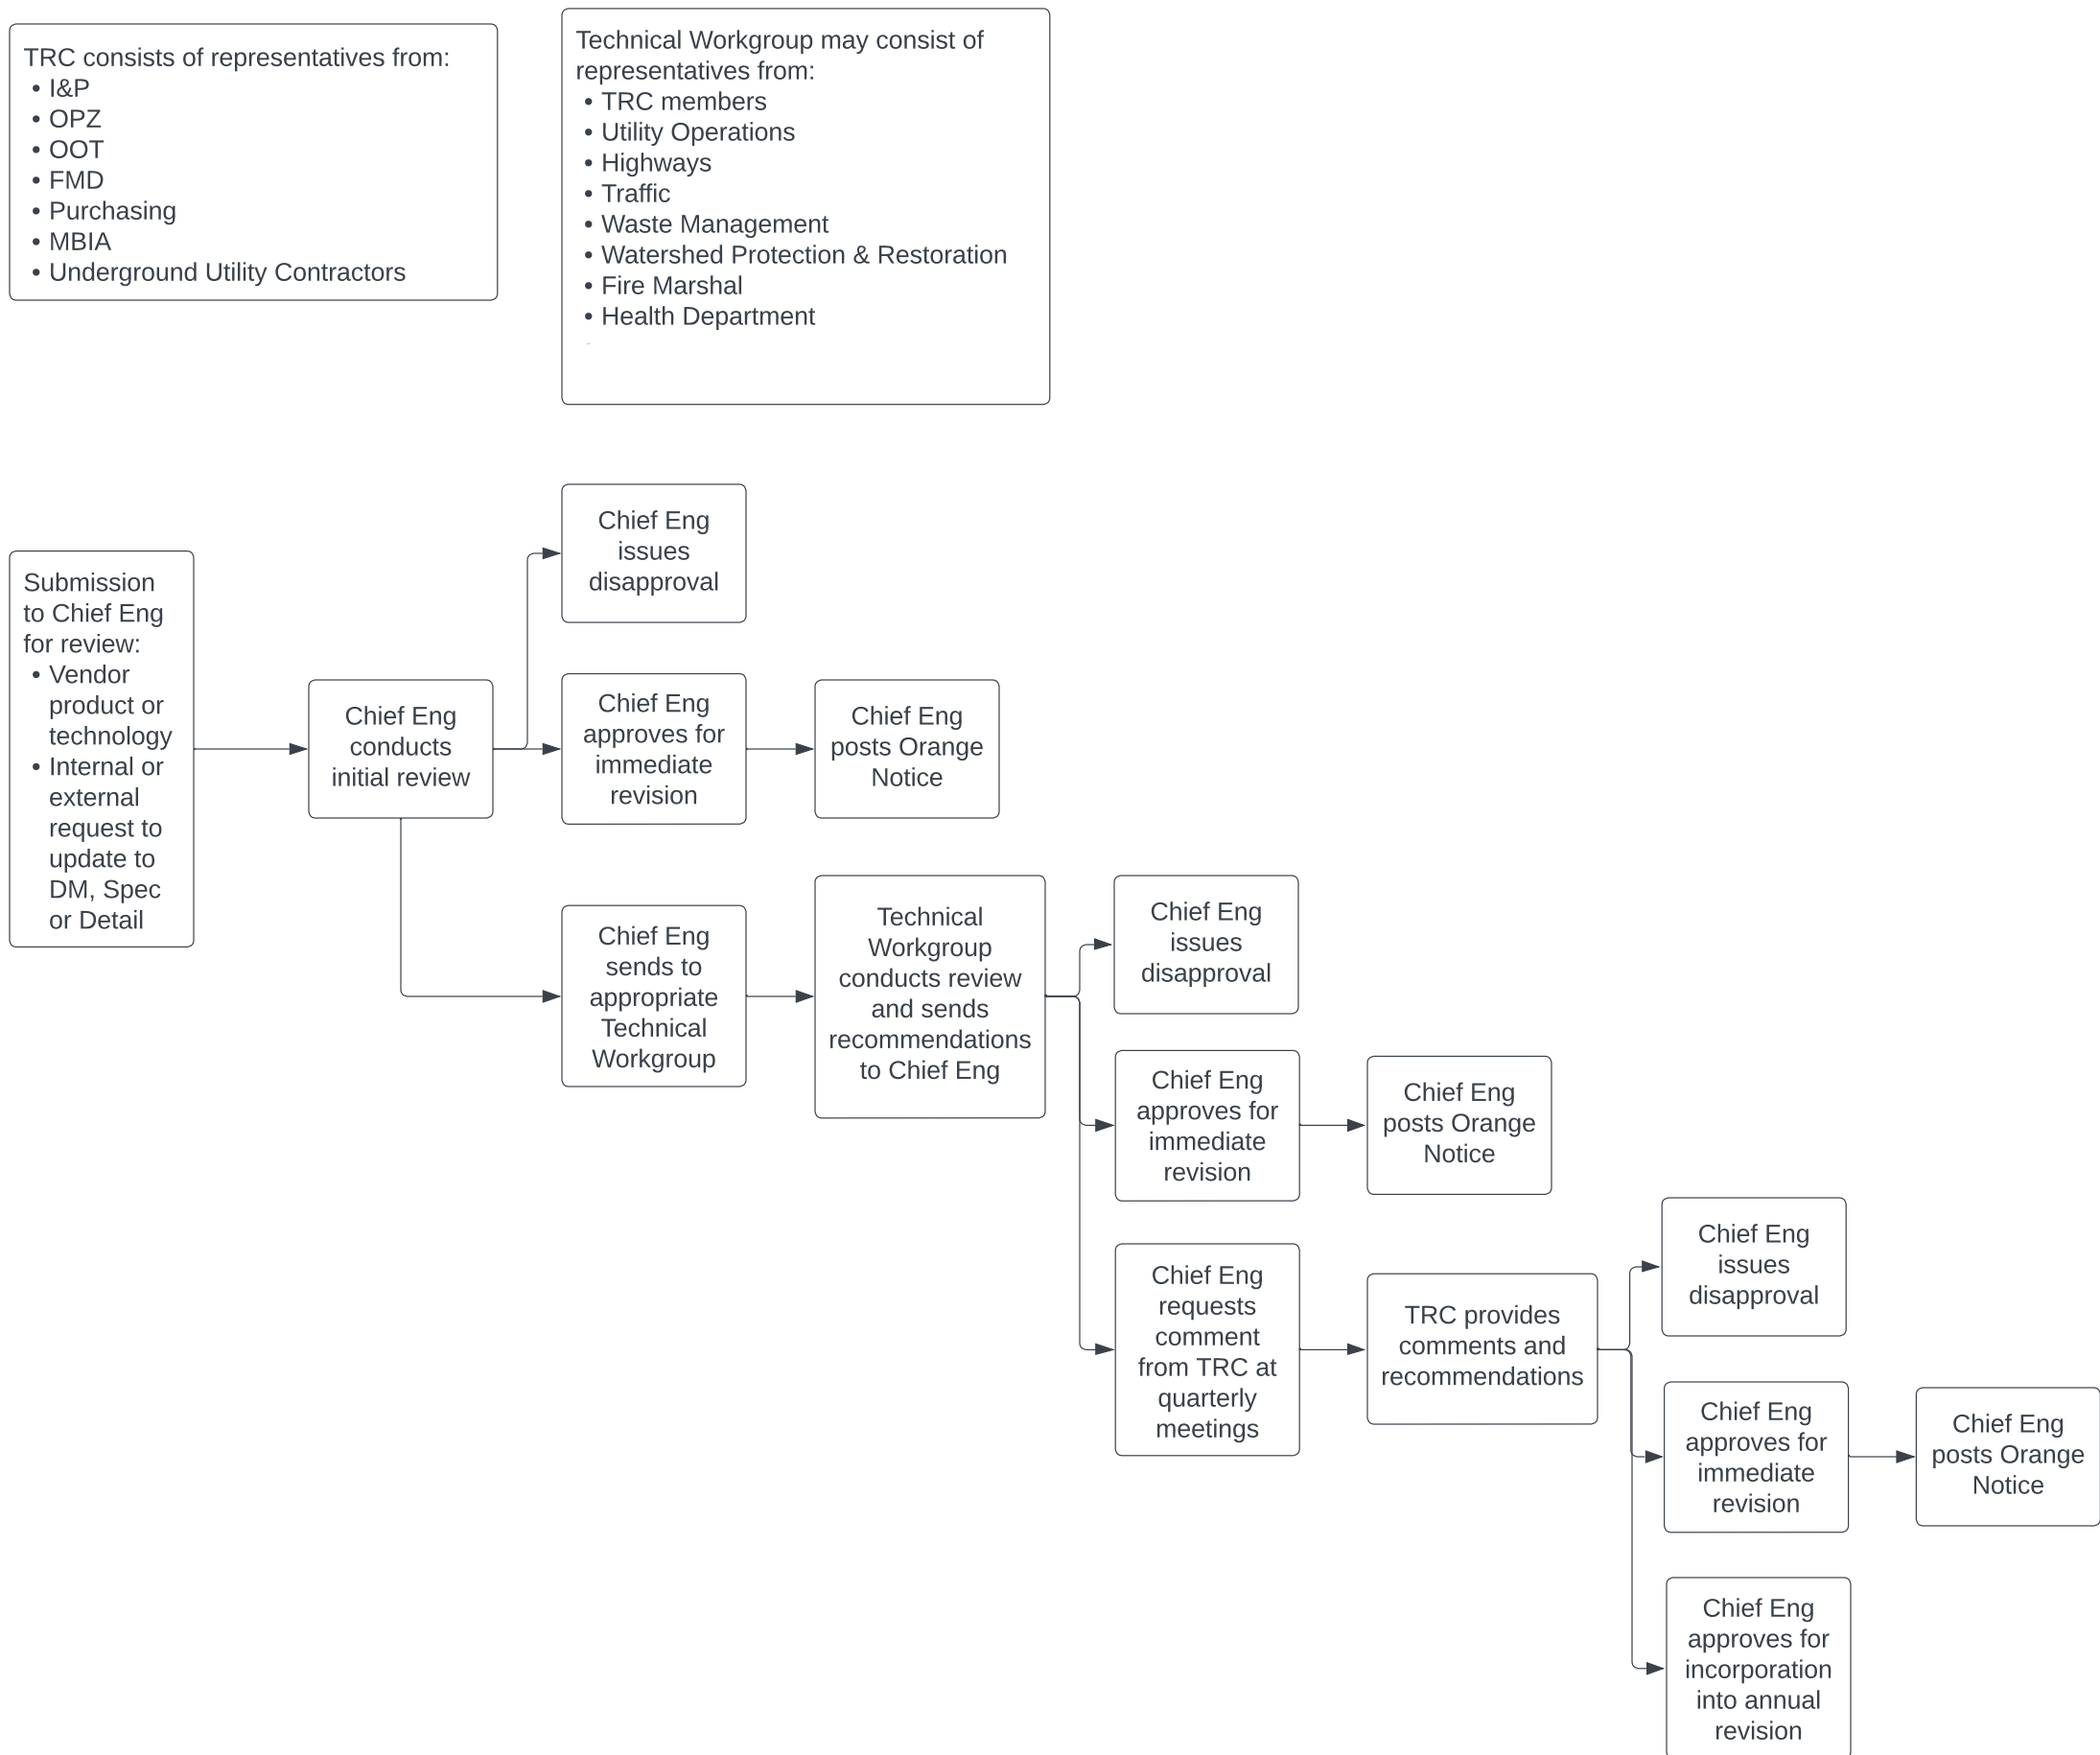 TRC consists of representatives from:
• I&P
• OPZ
• OOT
• FMD
• Purchasing
• MBIA
• Underground Utility Contractors
Technical Workgroup may consist of
representatives from:
• TRC members
• Utility Operations
• Highways
• Traffic
• Waste Management
• Watershed Protection & Restoration
• Fire Marshal
• Health Department
Submission
to Chief Eng
for review:
• Vendor
product or
technology
• Internal or
external
request to
update to
DM, Spec
or Detail
Chief Eng
conducts
initial review
Chief Eng
issues
disapproval
Chief Eng
approves for
immediate
revision
Chief Eng
posts Orange
Notice
Chief Eng
sends to
appropriate
Technical
Workgroup
Technical
Workgroup
conducts review
and sends
recommendations
to Chief Eng
Chief Eng
issues
disapproval
Chief Eng
approves for
immediate
revision
Chief Eng
posts Orange
Notice
Chief Eng
requests
comment
from TRC at
quarterly
meetings
TRC provides
comments and
recommendations
Chief Eng
issues
disapproval
Chief Eng
approves for
immediate
revision
Chief Eng
posts Orange
Notice
Chief Eng
approves for
incorporation
into annual
revision